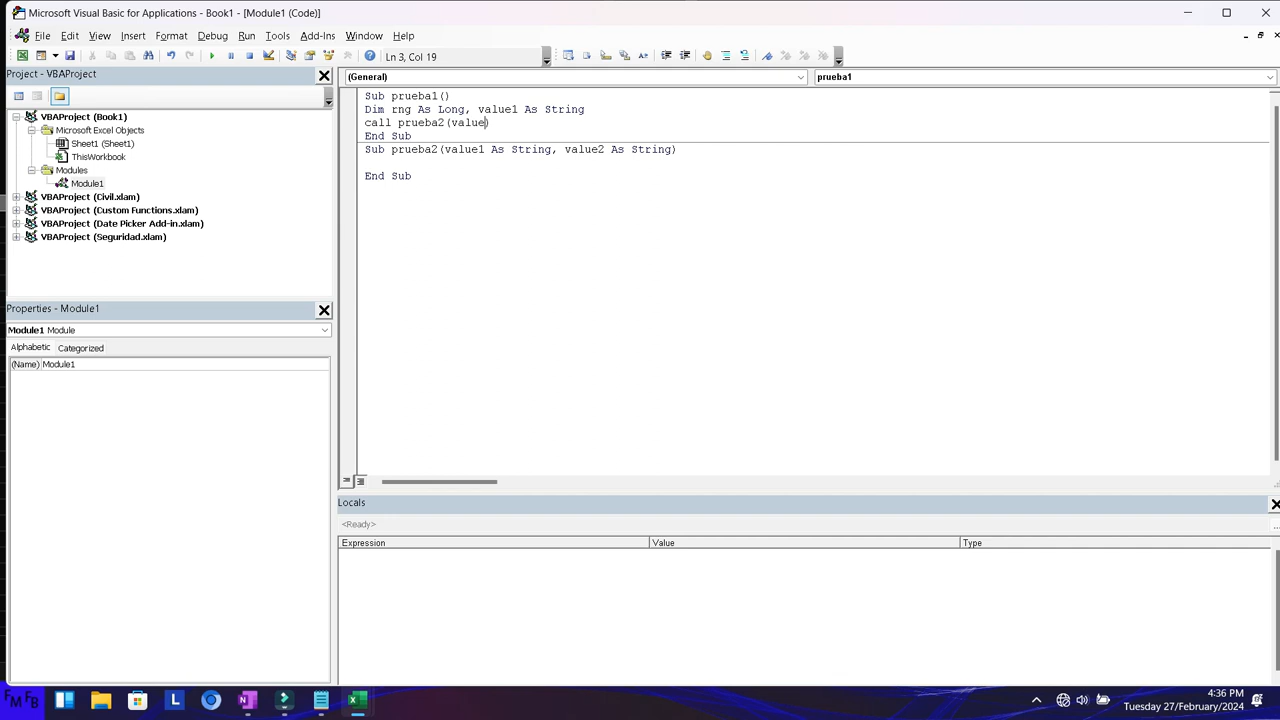 Microsoft Visual Basic for Applications - Book1 - [Module1 (Code)]
File Edit View Insert Format Debug Run Tools Add-Ins Window Help
Ln 3, Col 19
Project - VBAProject
(General)
prueba1
VBAProject (Book1)
Microsoft Excel Objects
Sheet1 (Sheet1)
ThisWorkbook
Modules
Module1
VBAProject (Civil.xlam)
VBAProject (Custom Functions.xlam)
VBAProject (Date Picker Add-in.xlam)
VBAProject (Seguridad.xlam)
Sub prueba1()
Dim rng As Long, value1 As String
call prueba2(value)
End Sub
Sub prueba2(value1 As String, value2 As String)
End Sub
Properties - Module1
Module1 Module
Alphabetic Categorized
(Name) Module1
Locals
<Ready>
Expression Value Type
FM FB
4:36 PM
Tuesday 27/February/2024